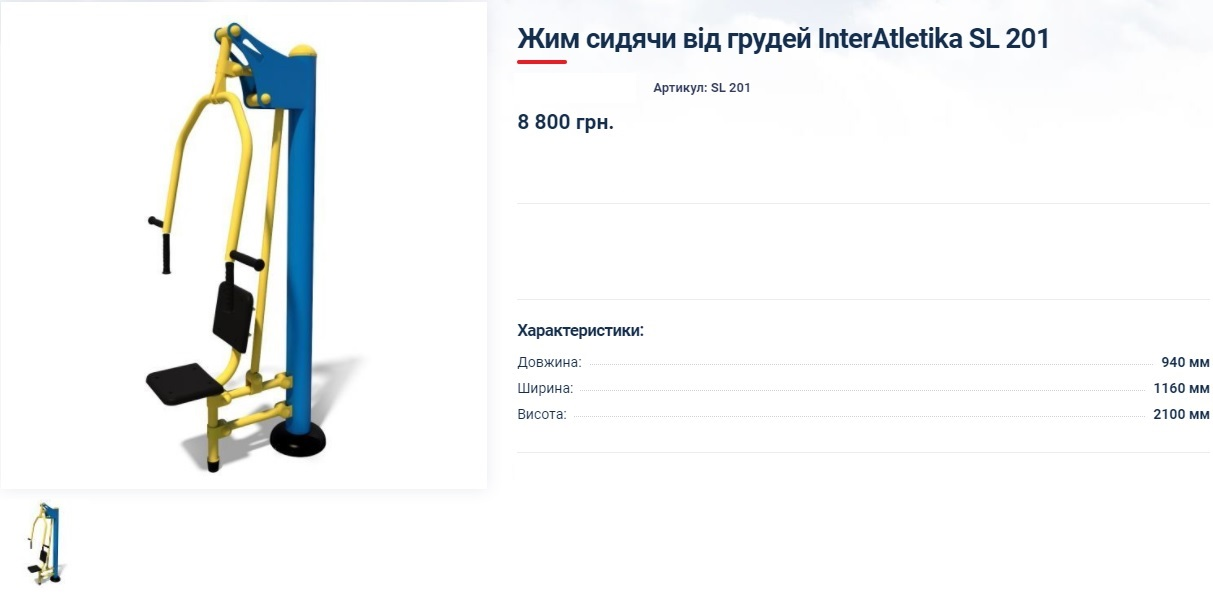 Жим сидячи від грудей InterAtletika SL 201
Артикул: SL 201
8 800 грн.
Характеристики:
Довжина: 940 мм
Ширина: 1160 мм
Висота: 2100 мм